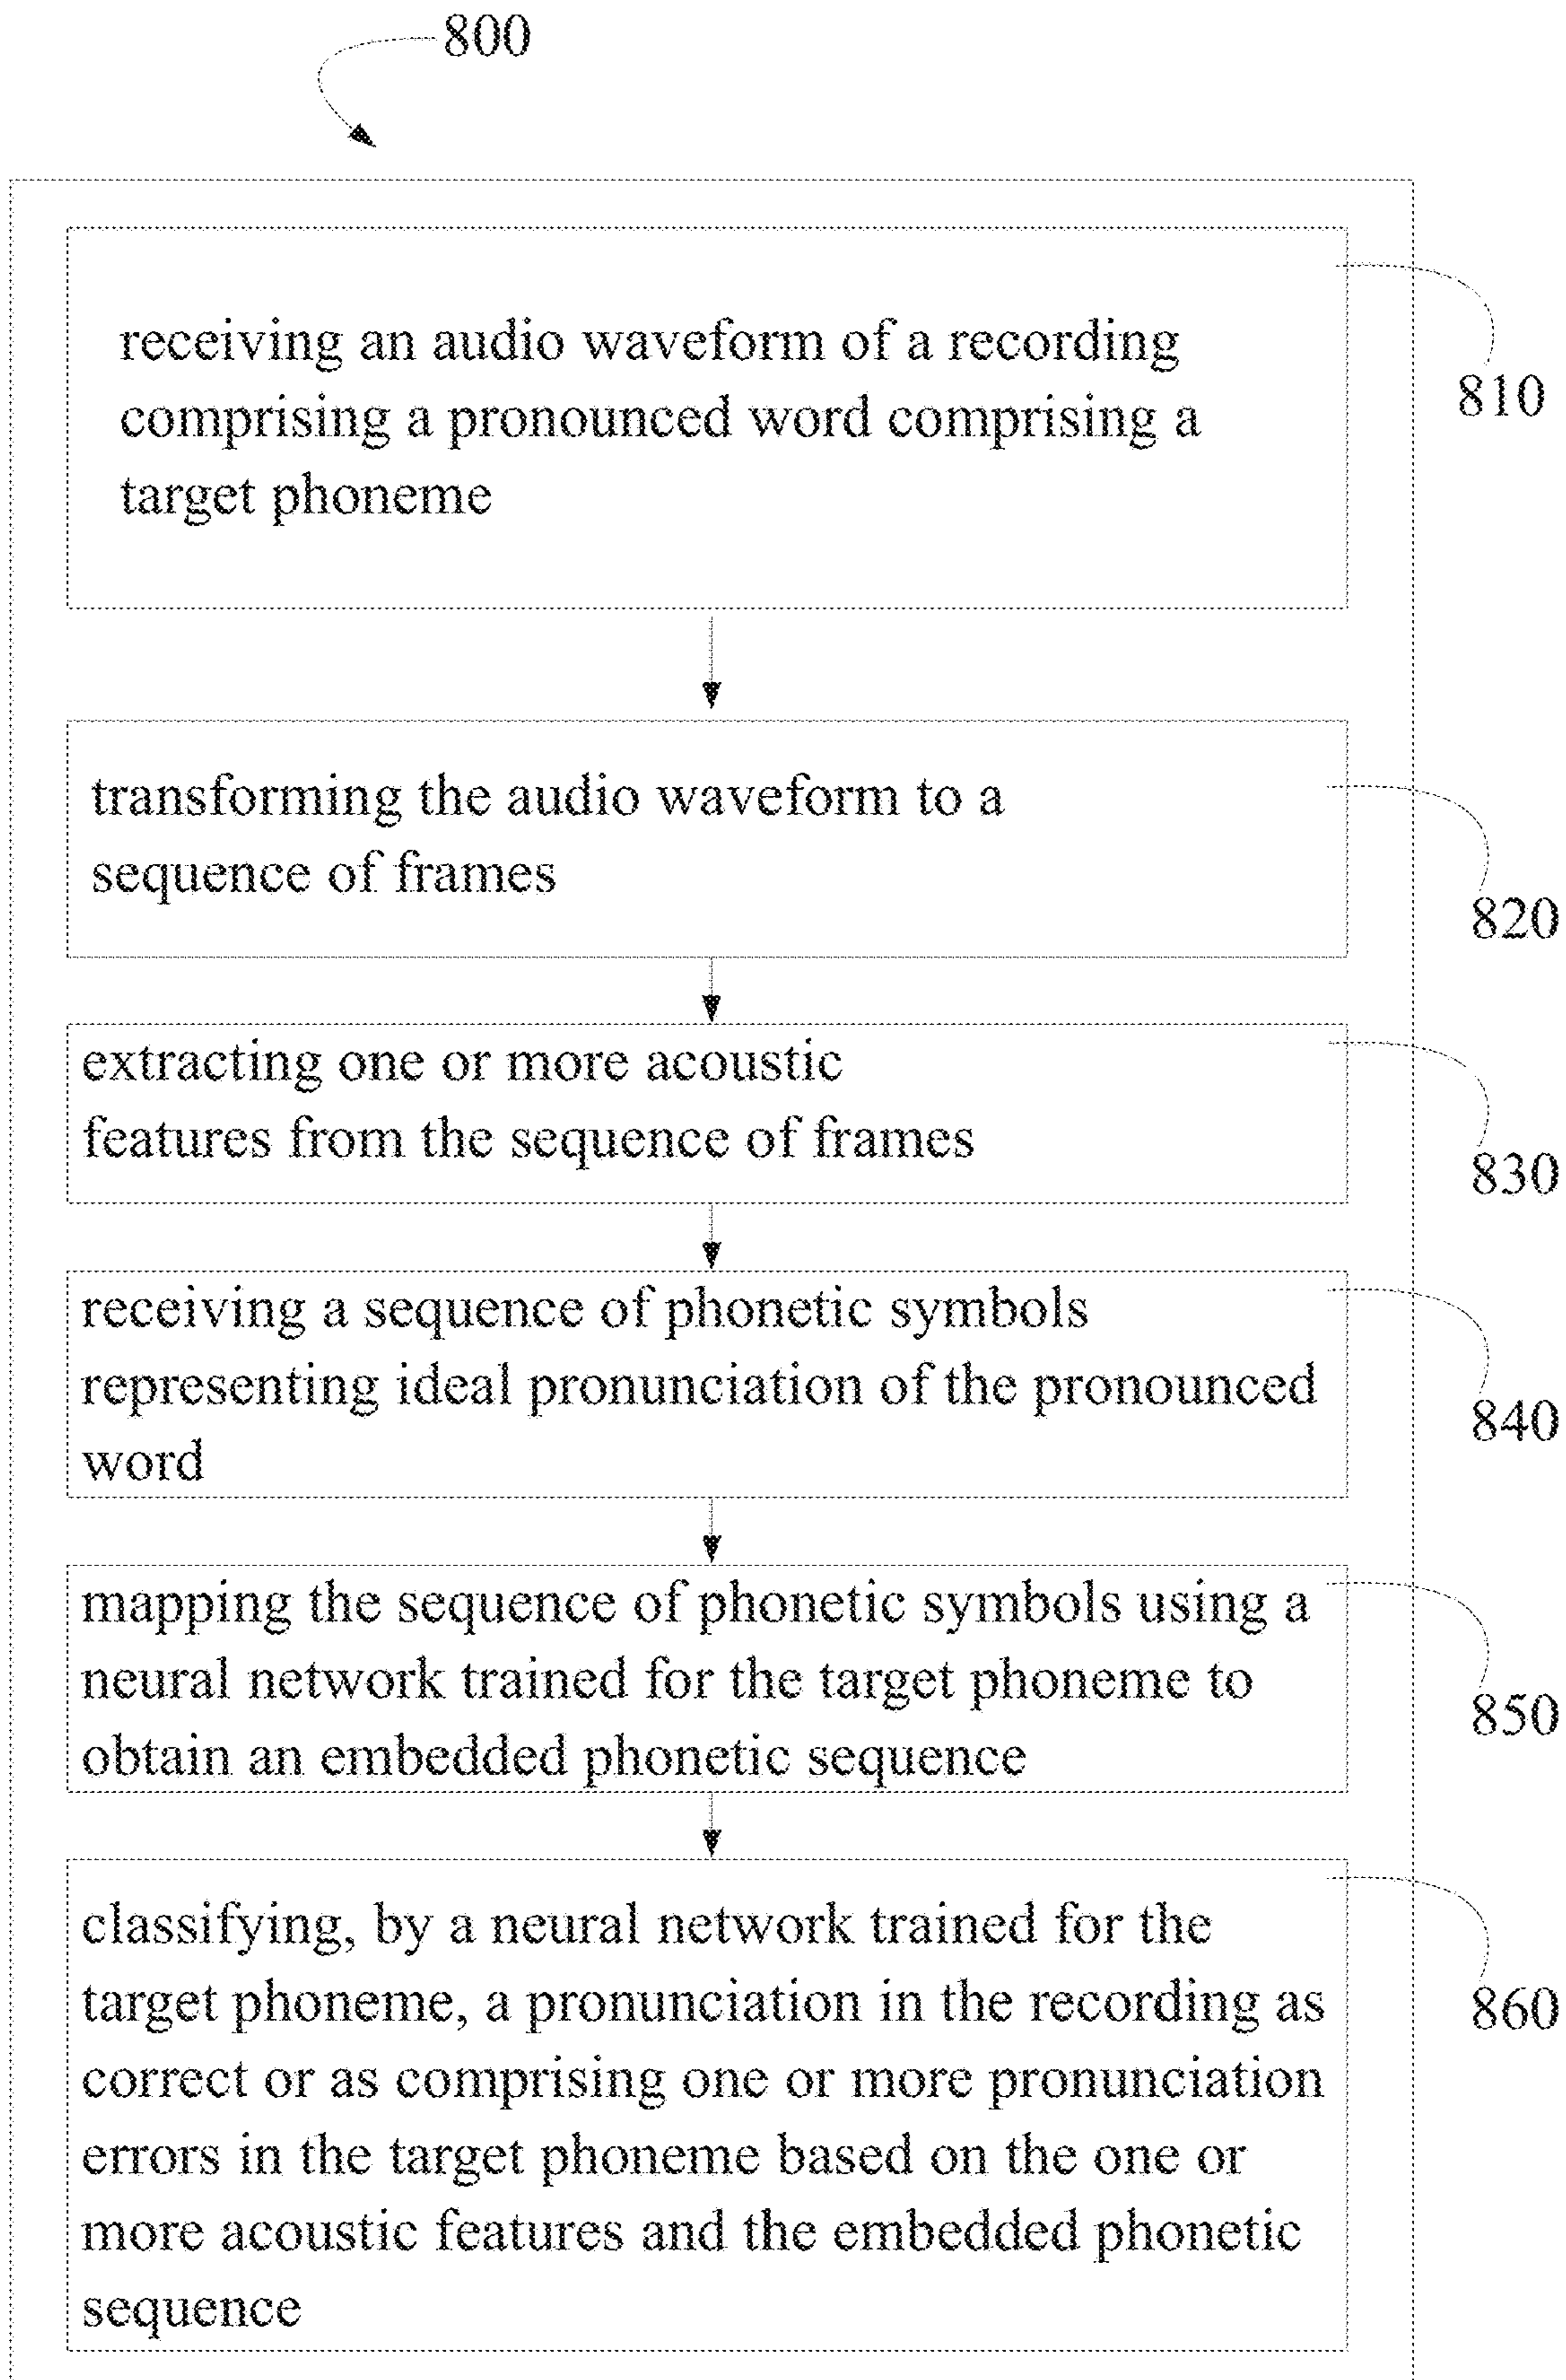 800
receiving an audio waveform of a recording
comprising a pronounced word comprising a
target phoneme
810
transforming the audio waveform to a
sequence of frames
820
extracting one or more acoustic
features from the sequence of frames
830
receiving a sequence of phonetic symbols
representing ideal pronunciation of the pronounced
word
840
mapping the sequence of phonetic symbols using a
neural network trained for the target phoneme to
obtain an embedded phonetic sequence
850
classifying, by a neural network trained for the
target phoneme, a pronunciation in the recording as
correct or as comprising one or more pronunciation
errors in the target phoneme based on the one or
more acoustic features and the embedded phonetic
sequence
860